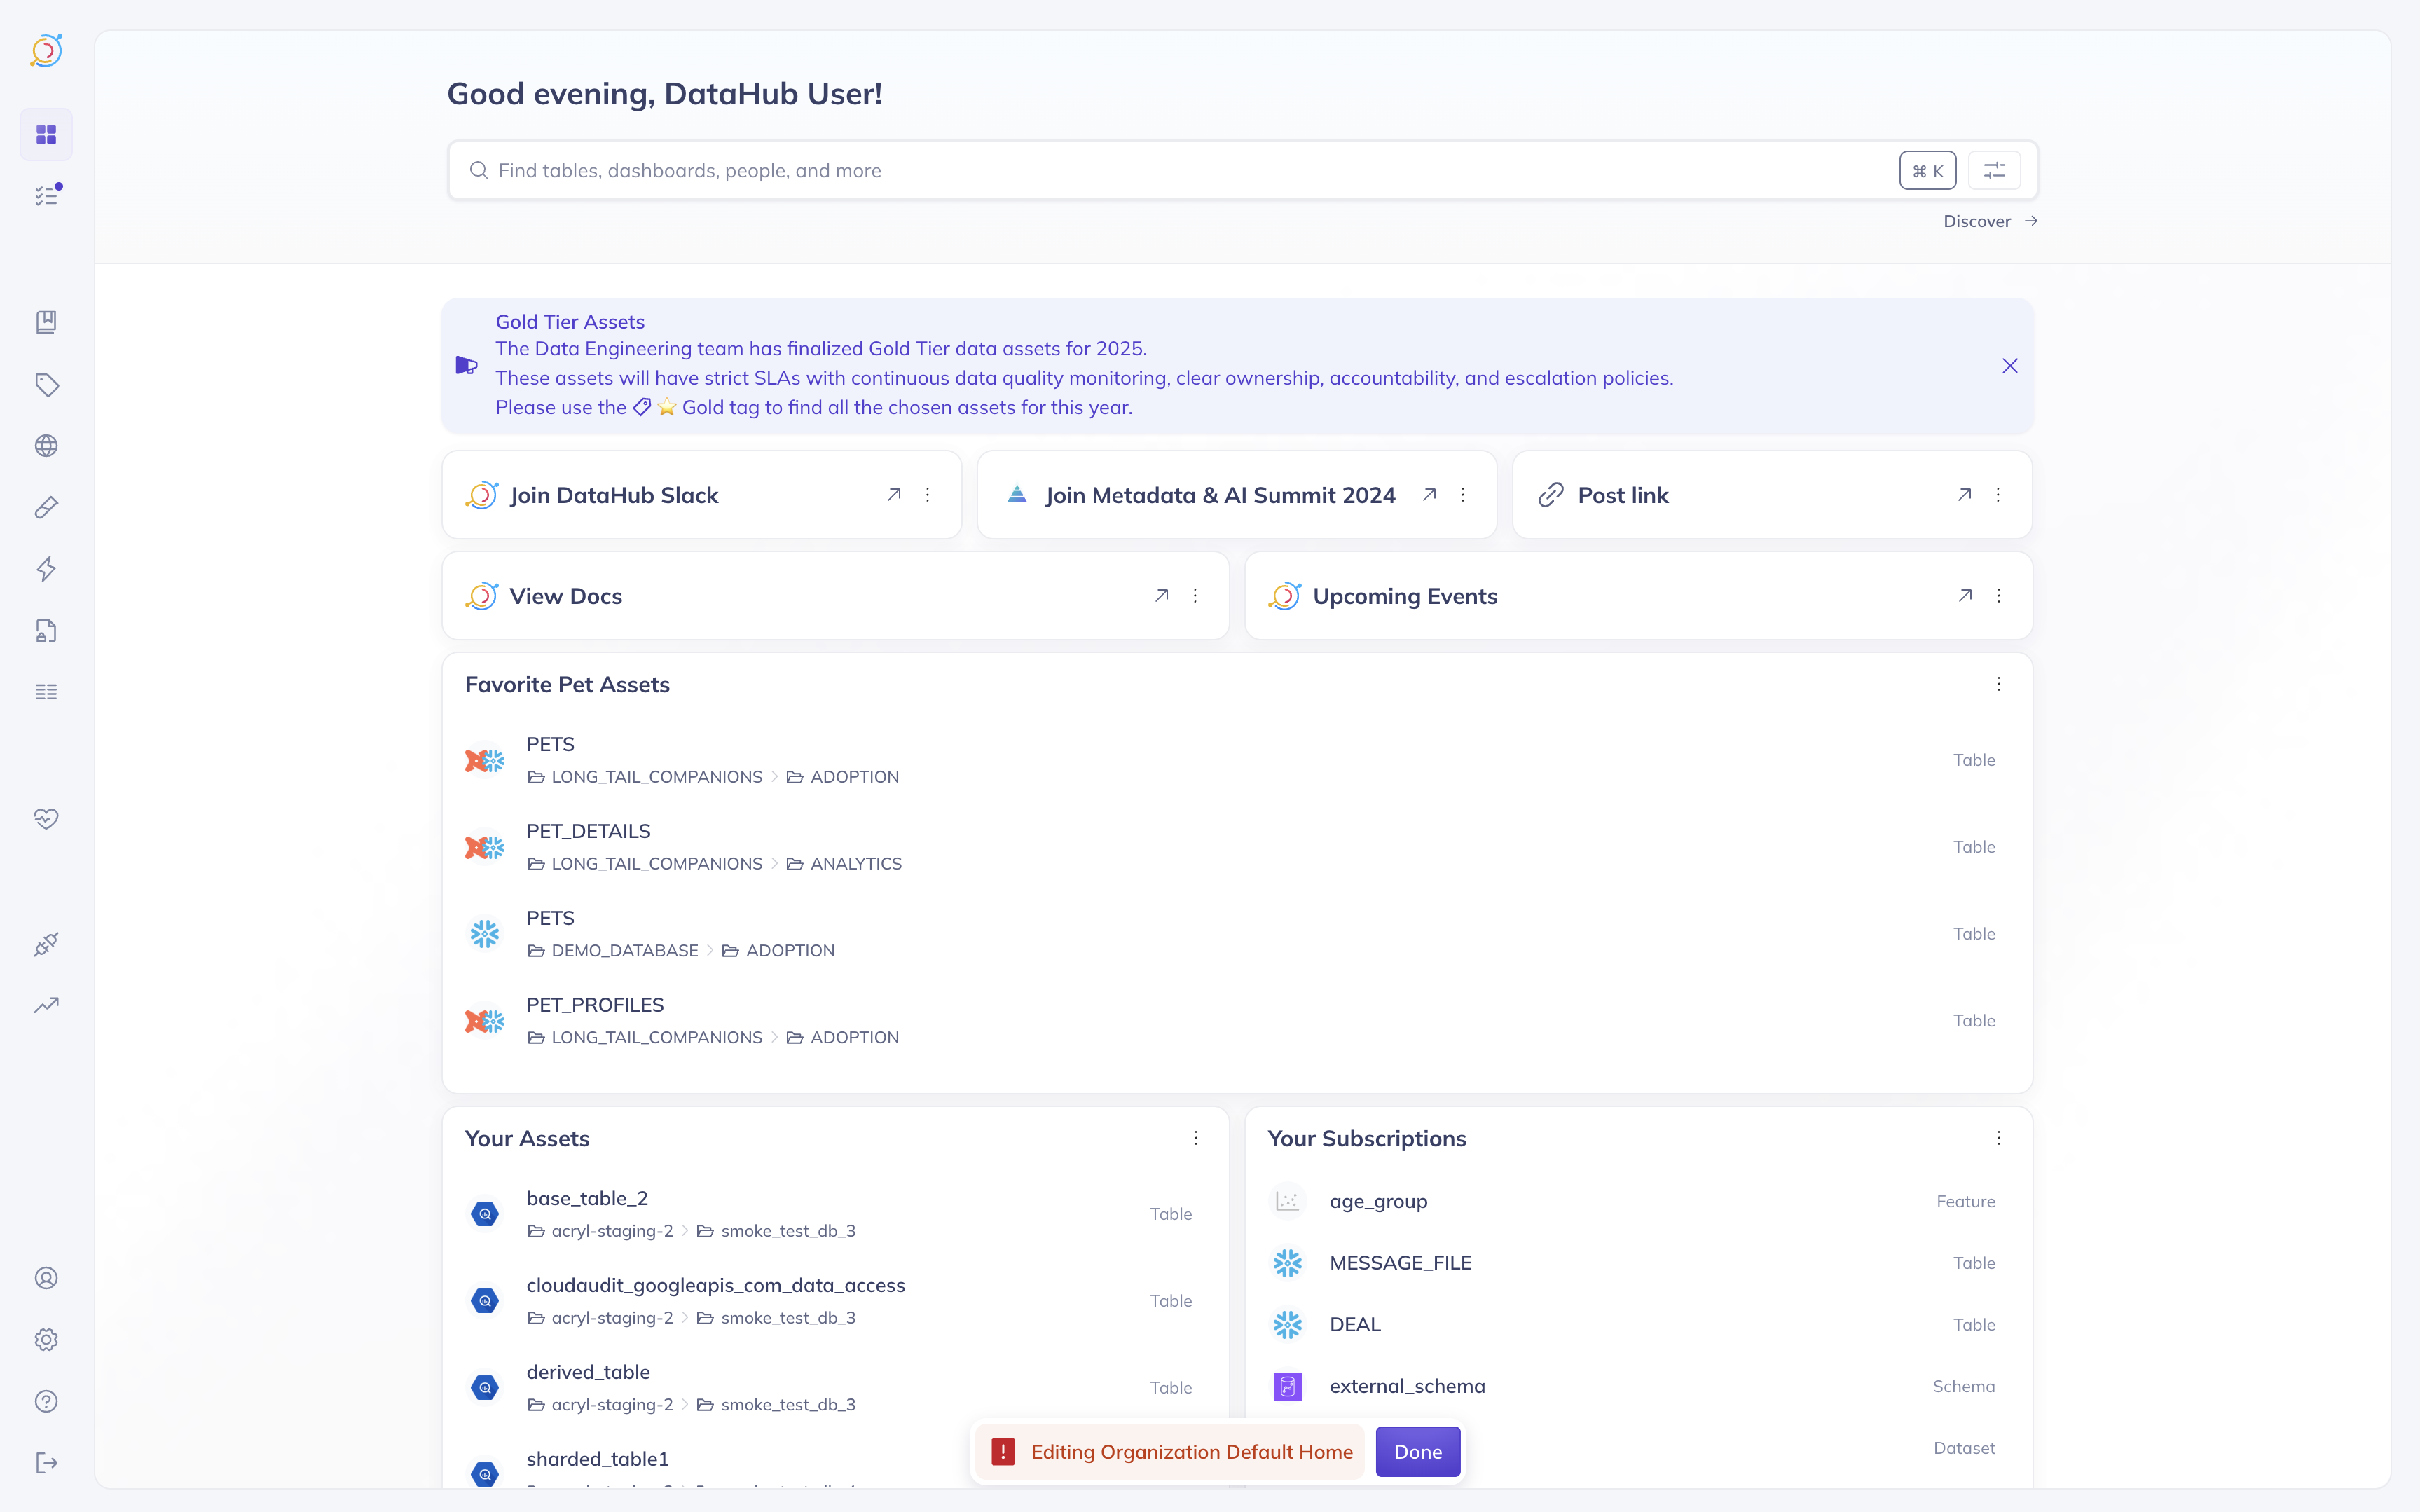 Good evening, DataHub User!
Find tables, dashboards, people, and more
⌘ K
Discover →
Gold Tier Assets
The Data Engineering team has finalized Gold Tier data assets for 2025.
These assets will have strict SLAs with continuous data quality monitoring, clear ownership, accountability, and escalation policies.
Please use the ⭐ Gold tag to find all the chosen assets for this year.
Join DataHub Slack
Join Metadata & AI Summit 2024
Post link
View Docs
Upcoming Events
Favorite Pet Assets
PETS
LONG_TAIL_COMPANIONS > ADOPTION
Table
PET_DETAILS
LONG_TAIL_COMPANIONS > ANALYTICS
Table
PETS
DEMO_DATABASE > ADOPTION
Table
PET_PROFILES
LONG_TAIL_COMPANIONS > ADOPTION
Table
Your Assets
base_table_2
acryl-staging-2 > smoke_test_db_3
Table
cloudaudit_googleapis_com_data_access
acryl-staging-2 > smoke_test_db_3
Table
derived_table
acryl-staging-2 > smoke_test_db_3
Table
sharded_table1
Your Subscriptions
age_group
Feature
MESSAGE_FILE
Table
DEAL
Table
external_schema
Schema
Dataset
Editing Organization Default Home
Done